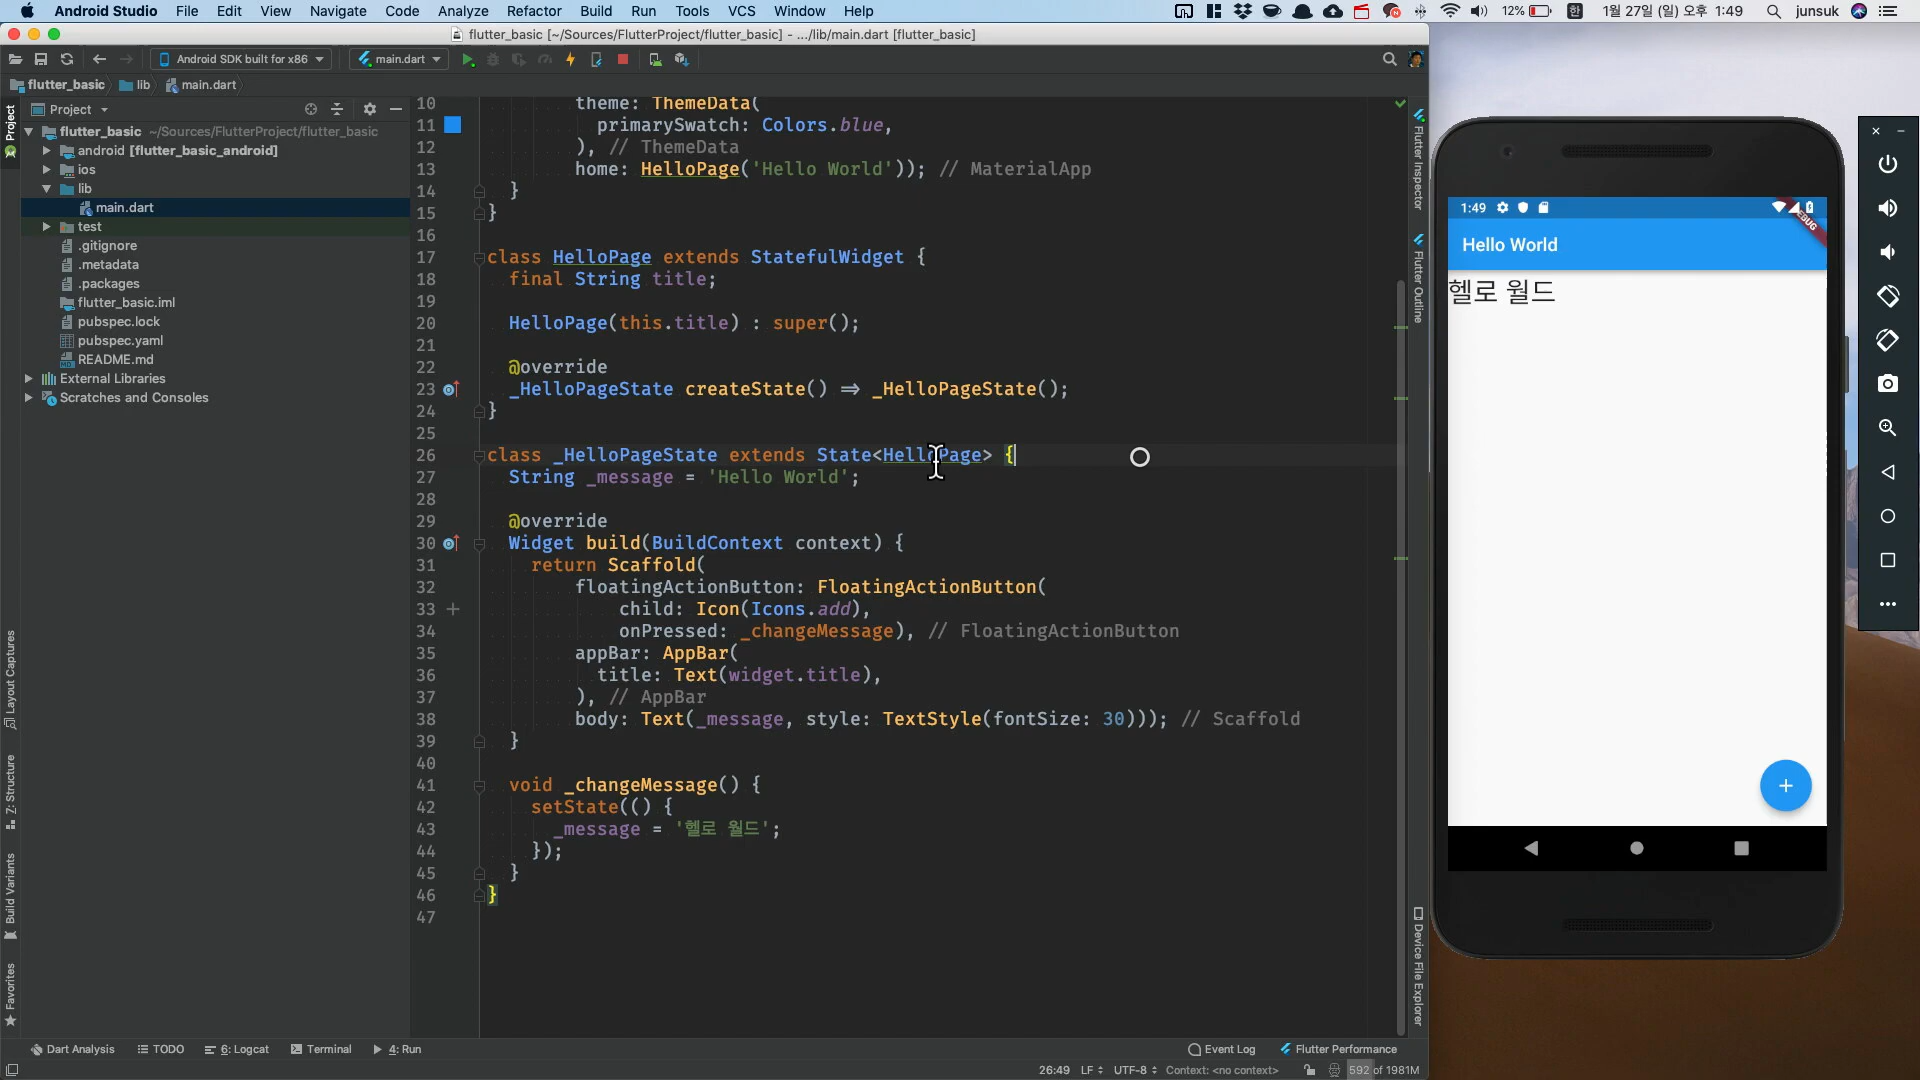 Android Studio File Edit View Navigate Code Analyze Refactor Build Run Tools VCS Window Help 12% 한 1월 27일 (일) 오후 1:49 junsuk
flutter_basic [~/Sources/FlutterProject/flutter_basic] - .../lib/main.dart [flutter_basic]
Android SDK built for x86 main.dart
flutter_basic lib main.dart
Project
Project
flutter_basic ~/Sources/FlutterProject/flutter_basic
android [flutter_basic_android]
ios
lib
main.dart
test
.gitignore
.metadata
.packages
flutter_basic.iml
pubspec.lock
pubspec.yaml
README.md
External Libraries
Scratches and Consoles
Layout Captures
Z: Structure
Build Variants
Favorites
10 theme: ThemeData(
11 primarySwatch: Colors.blue,
12 ), // ThemeData
13 home: HelloPage('Hello World')); // MaterialApp
14 }
15 }
16
17 class HelloPage extends StatefulWidget {
18 final String title;
19
20 HelloPage(this.title) : super();
21
22 @override
23 _HelloPageState createState() => _HelloPageState();
24 }
25
26 class _HelloPageState extends State<HelloPage> {
27 String _message = 'Hello World';
28
29 @override
30 Widget build(BuildContext context) {
31 return Scaffold(
32 floatingActionButton: FloatingActionButton(
33 child: Icon(Icons.add),
34 onPressed: _changeMessage), // FloatingActionButton
35 appBar: AppBar(
36 title: Text(widget.title),
37 ), // AppBar
38 body: Text(_message, style: TextStyle(fontSize: 30))); // Scaffold
39 }
40
41 void _changeMessage() {
42 setState(() {
43 _message = '헬로 월드';
44 });
45 }
46 }
47
Flutter Inspector
Flutter Outline
Device File Explorer
1:49
DEBUG
Hello World
헬로 월드
Dart Analysis TODO 6: Logcat Terminal 4: Run Event Log Flutter Performance
26:49 LF UTF-8 Context: <no context> 592 of 1981M